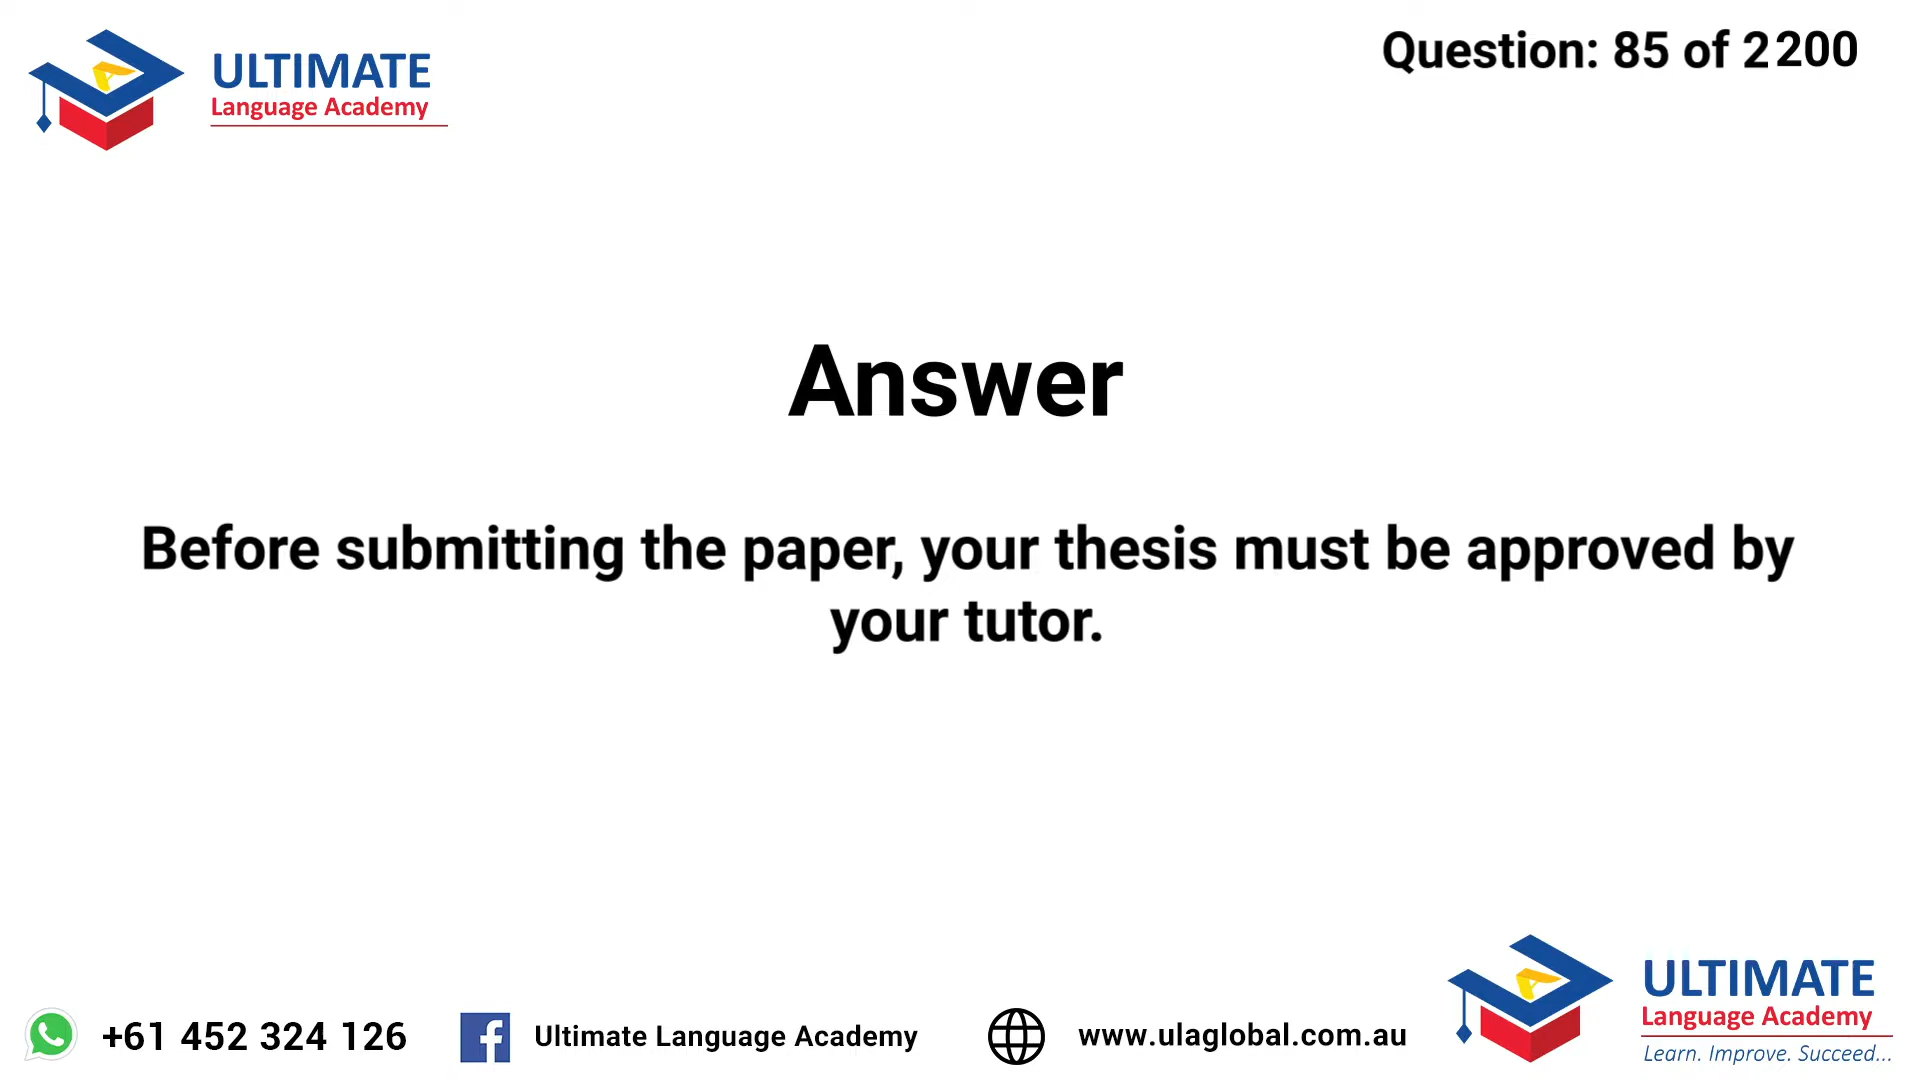 ULTIMATE
Language Academy
Question: 85 of 2200
Answer
Before submitting the paper, your thesis must be approved by
your tutor.
+61 452 324 126
Ultimate Language Academy
www.ulaglobal.com.au
ULTIMATE
Language Academy
Learn. Improve. Succeed...